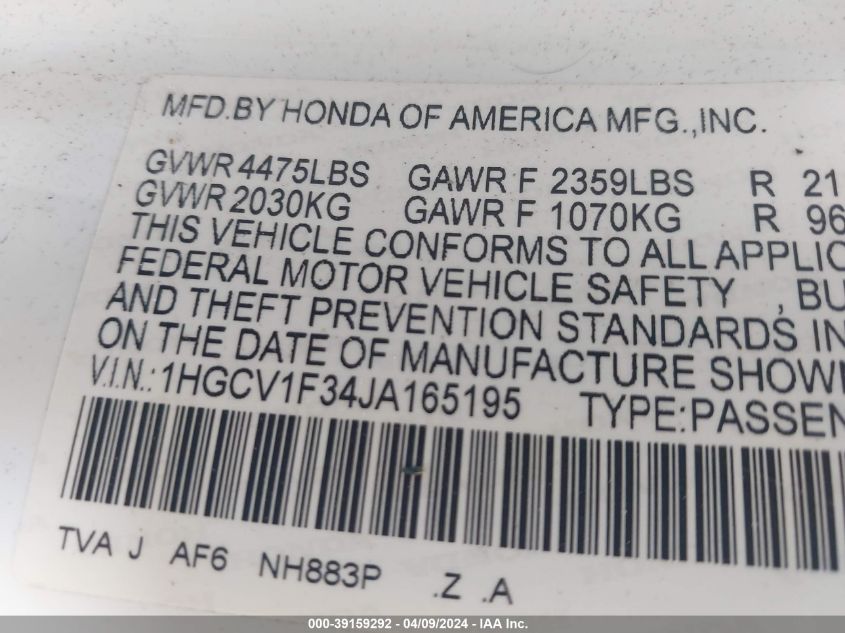 MFD.BY HONDA OF AMERICA MFG.,INC.
GVWR 4475LBS GAWR F 2359LBS R 21
GVWR 2030KG GAWR F 1070KG R 96
THIS VEHICLE CONFORMS TO ALL APPLIC
FEDERAL MOTOR VEHICLE SAFETY , BU
AND THEFT PREVENTION STANDARDS IN
ON THE DATE OF MANUFACTURE SHOWN
V.I.N.: 1HGCV1F34JA165195 TYPE:PASSEN
TVA J AF6 NH883P .Z .A
000-39159292 - 04/09/2024 - IAA Inc.